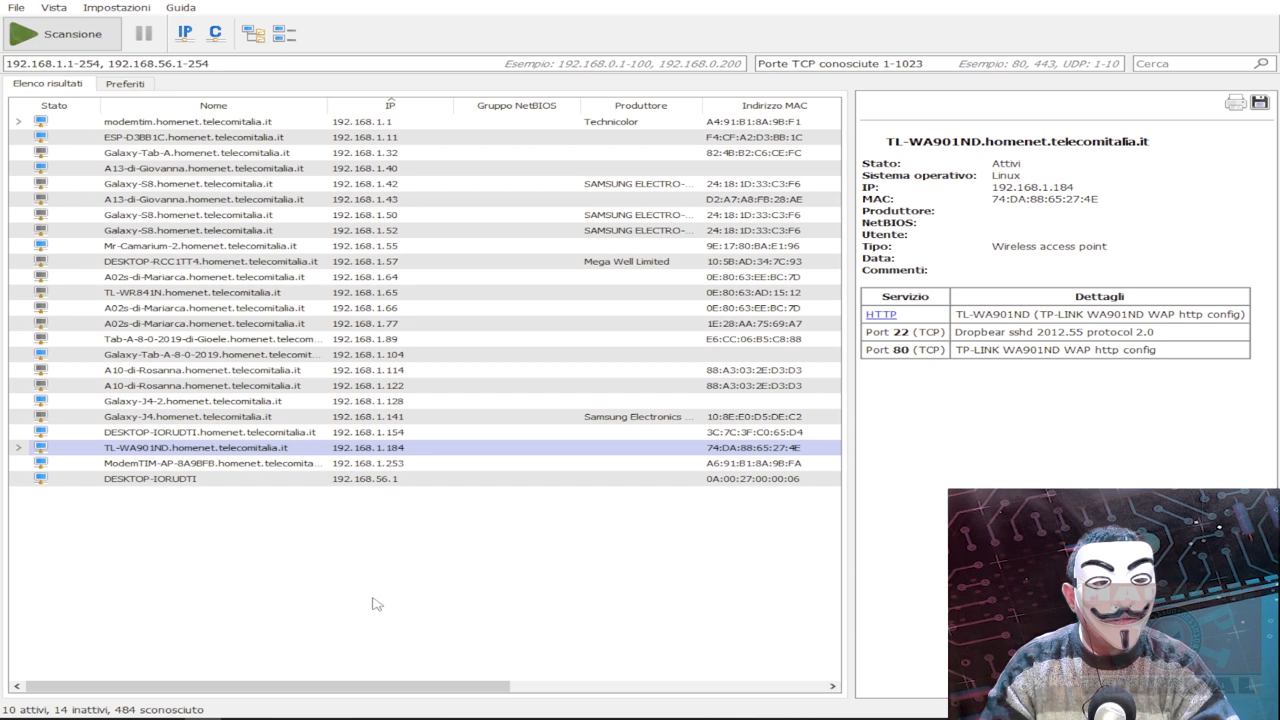 File Vista Impostazioni Guida
Scansione IP C
192.168.1.1-254, 192.168.56.1-254 Esempio: 192.168.0.1-100, 192.168.0.200 Porte TCP conosciute 1-1023 Esempio: 80, 443, UDP: 1-10 Cerca
Elenco risultati Preferiti
Stato Nome IP Gruppo NetBIOS Produttore Indirizzo MAC
modemtim.homenet.telecomitalia.it 192.168.1.1 Technicolor A4:91:B1:8A:9B:F1
ESP-D3BB1C.homenet.telecomitalia.it 192.168.1.11 F4:CF:A2:D3:BB:1C
Galaxy-Tab-A.homenet.telecomitalia.it 192.168.1.32 82:4B:B2:C6:CE:FC
A13-di-Giovanna.homenet.telecomitalia.it 192.168.1.40
Galaxy-S8.homenet.telecomitalia.it 192.168.1.42 SAMSUNG ELECTRO-... 24:18:1D:33:C3:F6
A13-di-Giovanna.homenet.telecomitalia.it 192.168.1.43 D2:A7:A8:FB:28:AE
Galaxy-S8.homenet.telecomitalia.it 192.168.1.50 SAMSUNG ELECTRO-... 24:18:1D:33:C3:F6
Galaxy-S8.homenet.telecomitalia.it 192.168.1.52 SAMSUNG ELECTRO-... 24:18:1D:33:C3:F6
Mr-Camarium-2.homenet.telecomitalia.it 192.168.1.55 9E:17:80:BA:E1:96
DESKTOP-RCC1TT4.homenet.telecomitalia.it 192.168.1.57 Mega Well Limited 10:5B:AD:34:7C:93
A02s-di-Mariarca.homenet.telecomitalia.it 192.168.1.64 0E:80:63:EE:BC:7D
TL-WR841N.homenet.telecomitalia.it 192.168.1.65 0E:80:63:AD:15:12
A02s-di-Mariarca.homenet.telecomitalia.it 192.168.1.66 0E:80:63:EE:BC:7D
A02s-di-Mariarca.homenet.telecomitalia.it 192.168.1.77 1E:28:AA:75:69:A7
Tab-A-8-0-2019-di-Gioele.homenet.telecom... 192.168.1.89 E6:CC:06:B5:C8:88
Galaxy-Tab-A-8-0-2019.homenet.telecomit... 192.168.1.104
A10-di-Rosanna.homenet.telecomitalia.it 192.168.1.114 88:A3:03:2E:D3:D3
A10-di-Rosanna.homenet.telecomitalia.it 192.168.1.122 88:A3:03:2E:D3:D3
Galaxy-J4-2.homenet.telecomitalia.it 192.168.1.128
Galaxy-J4.homenet.telecomitalia.it 192.168.1.141 Samsung Electronics ... 10:8E:E0:D5:DE:C2
DESKTOP-IORUDTI.homenet.telecomitalia.it 192.168.1.154 3C:7C:3F:C0:65:D4
TL-WA901ND.homenet.telecomitalia.it 192.168.1.184 74:DA:88:65:27:4E
ModemTIM-AP-8A9BFB.homenet.telecomita... 192.168.1.253 A6:91:B1:8A:9B:FA
DESKTOP-IORUDTI 192.168.56.1 0A:00:27:00:00:06
TL-WA901ND.homenet.telecomitalia.it
Stato: Attivi
Sistema operativo: Linux
IP: 192.168.1.184
MAC: 74:DA:88:65:27:4E
Produttore:
NetBIOS:
Utente:
Tipo: Wireless access point
Data:
Commenti:
Servizio Dettagli
HTTP TL-WA901ND (TP-LINK WA901ND WAP http config)
Port 22 (TCP) Dropbear sshd 2012.55 protocol 2.0
Port 80 (TCP) TP-LINK WA901ND WAP http config
10 attivi, 14 inattivi, 484 sconosciuto